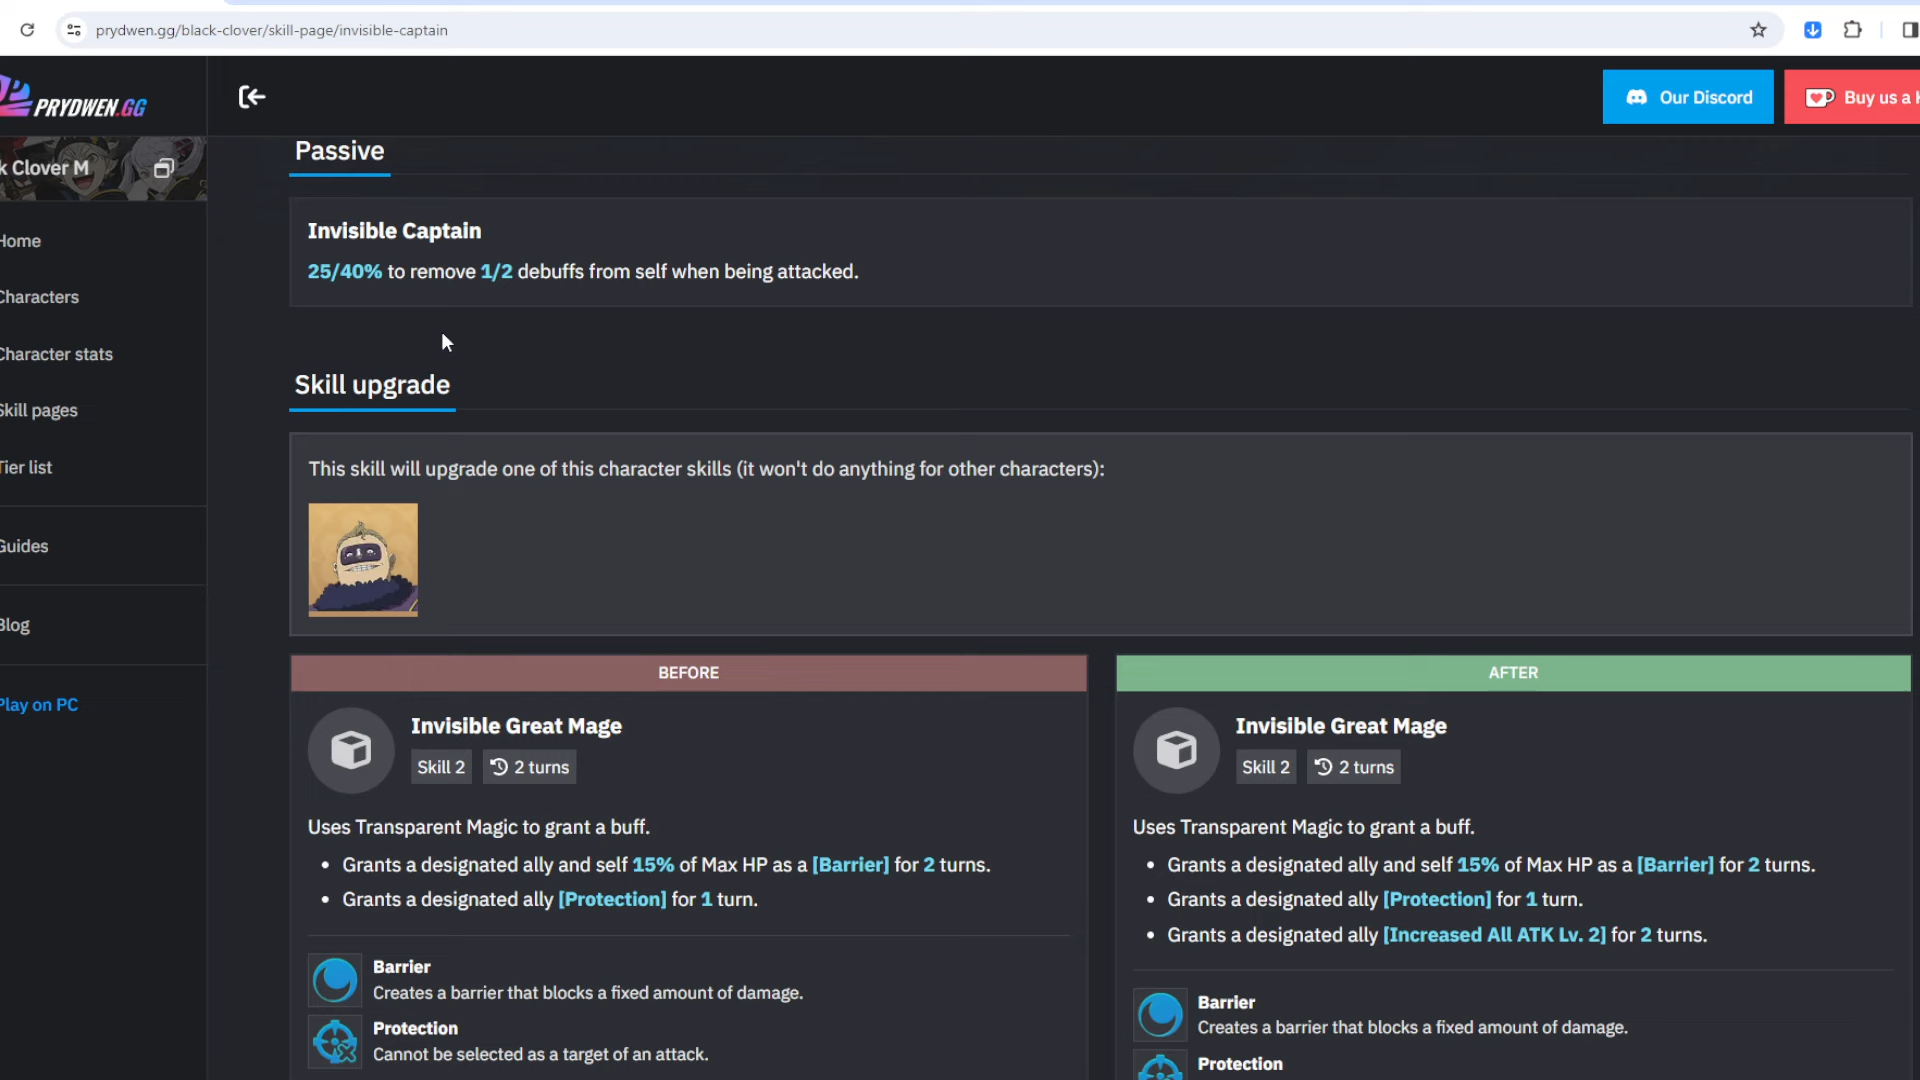 prydwen.gg/black-clover/skill-page/invisible-captain
PRYDWEN.GG
Our Discord
Buy us a
k Clover M
Home
Characters
Character stats
Skill pages
Tier list
Guides
Blog
Play on PC
Passive
Invisible Captain
25/40% to remove 1/2 debuffs from self when being attacked.
Skill upgrade
This skill will upgrade one of this character skills (it won't do anything for other characters):
BEFORE
Invisible Great Mage
Skill 2
2 turns
Uses Transparent Magic to grant a buff.
• Grants a designated ally and self 15% of Max HP as a [Barrier] for 2 turns.
• Grants a designated ally [Protection] for 1 turn.
Barrier
Creates a barrier that blocks a fixed amount of damage.
Protection
Cannot be selected as a target of an attack.
AFTER
Invisible Great Mage
Skill 2
2 turns
Uses Transparent Magic to grant a buff.
• Grants a designated ally and self 15% of Max HP as a [Barrier] for 2 turns.
• Grants a designated ally [Protection] for 1 turn.
• Grants a designated ally [Increased All ATK Lv. 2] for 2 turns.
Barrier
Creates a barrier that blocks a fixed amount of damage.
Protection